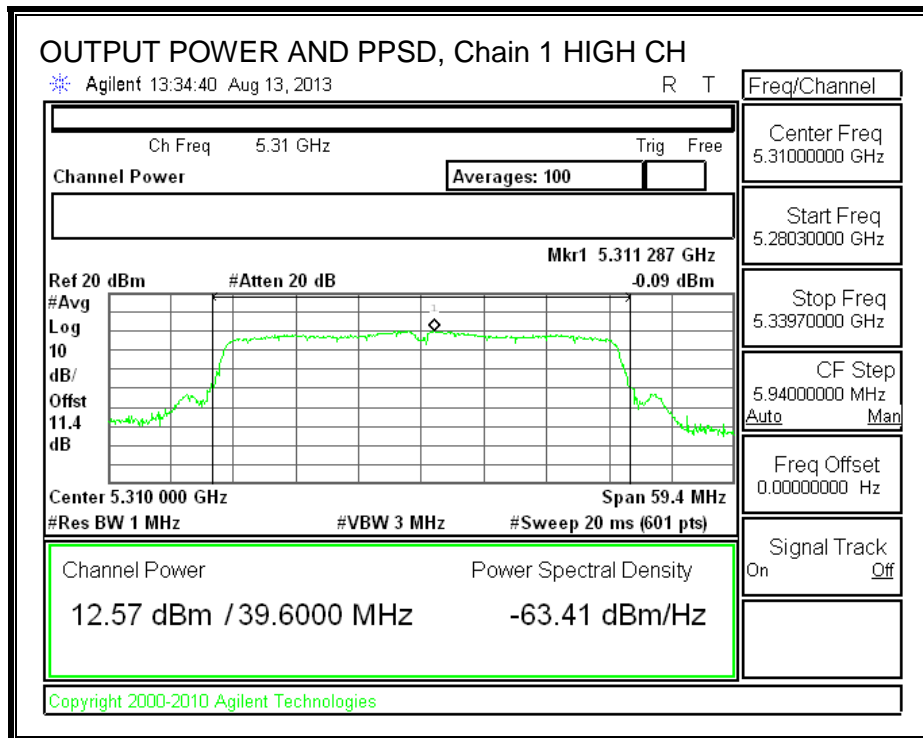 OUTPUT POWER AND PPSD, Chain 1 HIGH CH
Agilent 13:34:40 Aug 13, 2013 R T
Freq/Channel
Ch Freq 5.31 GHz Trig Free
Channel Power Averages: 100
Mkr1 5.311 287 GHz
Ref 20 dBm #Atten 20 dB -0.09 dBm
#Avg
Log
10
dB/
Offst
11.4
dB
1
Center 5.310 000 GHz Span 59.4 MHz
#Res BW 1 MHz #VBW 3 MHz #Sweep 20 ms (601 pts)
Channel Power Power Spectral Density
12.57 dBm / 39.6000 MHz -63.41 dBm/Hz
Center Freq
5.31000000 GHz
Start Freq
5.28030000 GHz
Stop Freq
5.33970000 GHz
CF Step
5.94000000 MHz
Auto Man
Freq Offset
0.00000000 Hz
Signal Track
On Off
Copyright 2000-2010 Agilent Technologies